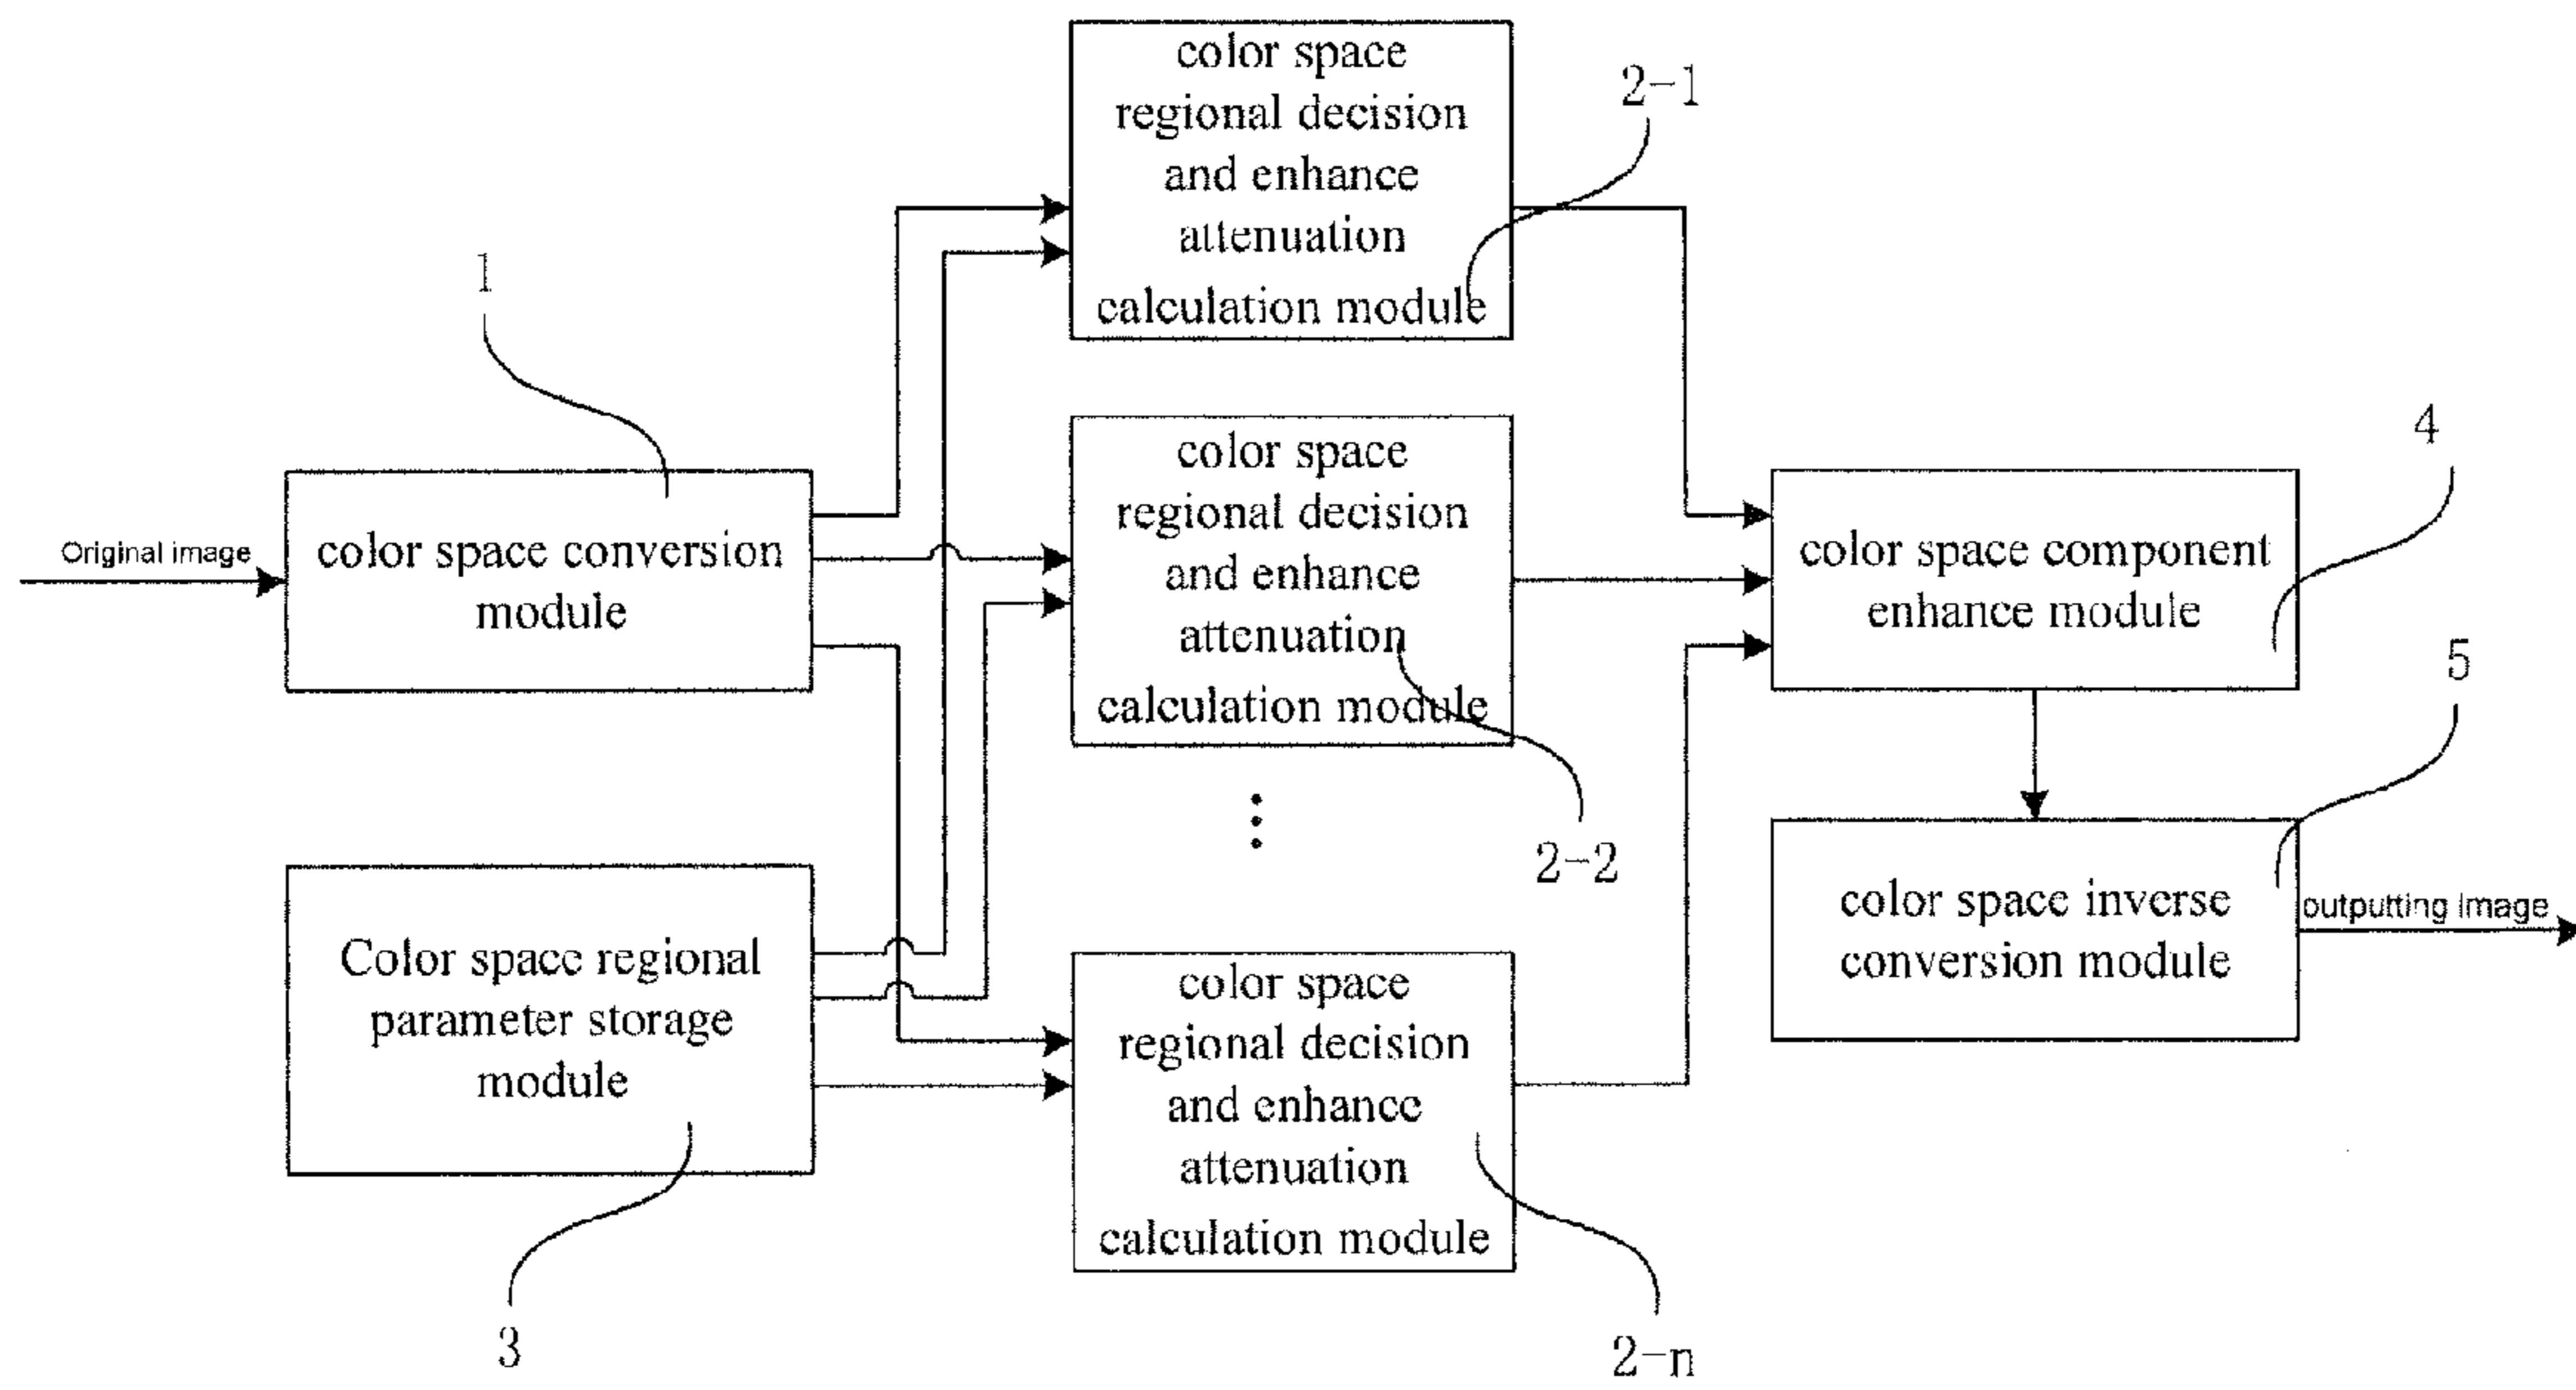 color space
regional decision
and enhance
attenuation
calculation module
2-1
1
Original image
color space conversion
module
color space
regional decision
and enhance
attenuation
calculation module
2-2
4
color space component
enhance module
5
Color space regional
parameter storage
module
3
color space
regional decision
and enhance
attenuation
calculation module
2-n
color space inverse
conversion module
outputting Image